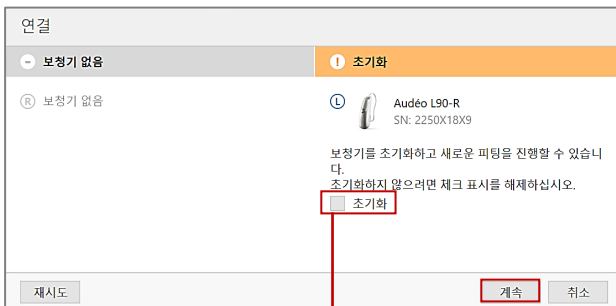 연결
보청기 없음
! 초기화
R 보청기 없음
L Audéo L90-R
SN: 2250X18X9
보청기를 초기화하고 새로운 피팅을 진행할 수 있습니
다.
초기화하지 않으려면 체크 표시를 해제하십시오.
초기화
재시도
계속
취소